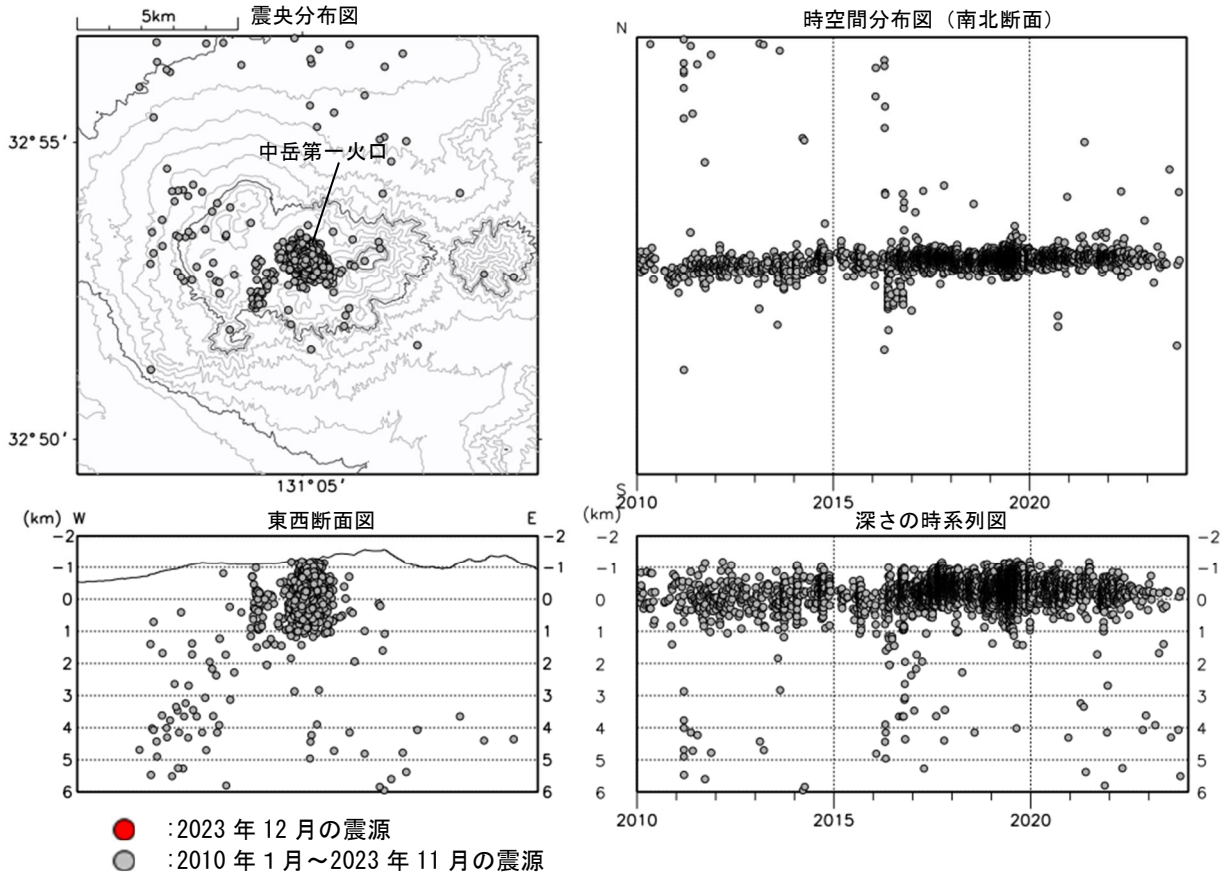 5km
震央分布図
32°55'
中岳第一火口
32°50'
131°05'
時空間分布図（南北断面）
N
S
2010 2015 2020
(km) W 東西断面図 E
-2 -2
-1 -1
0 0
1 1
2 2
3 3
4 4
5 5
6 6
(km) 深さの時系列図
-2 -2
-1 -1
0 0
1 1
2 2
3 3
4 4
5 5
6 6
2010 2015 2020
:2023 年 12 月の震源
:2010 年 1 月～2023 年 11 月の震源